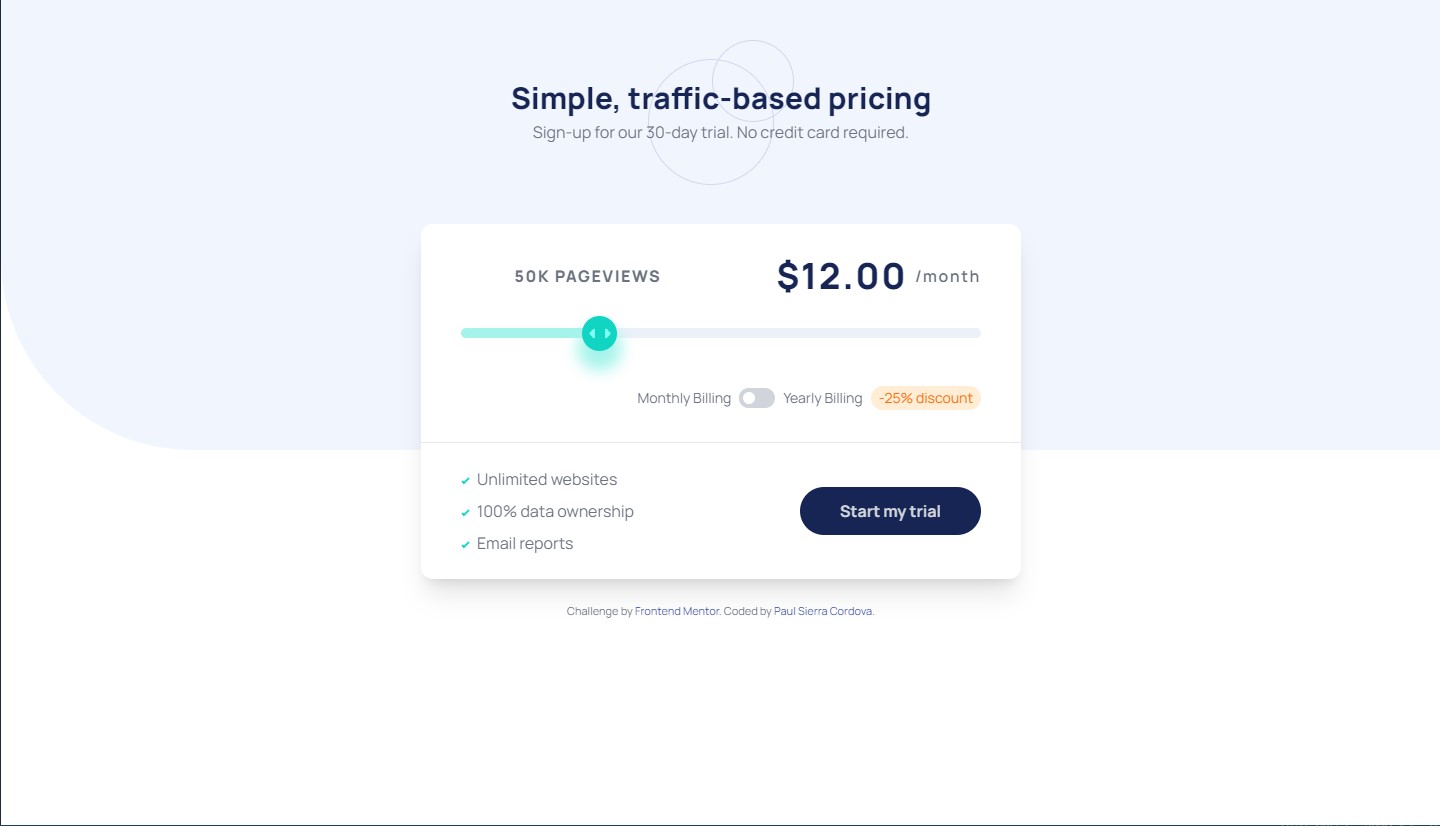 Simple, traffic-based pricing
Sign-up for our 30-day trial. No credit card required.
50K PAGEVIEWS
$12.00 /month
Monthly Billing Yearly Billing -25% discount
Unlimited websites
100% data ownership
Email reports
Start my trial
Challenge by Frontend Mentor. Coded by Paul Sierra Cordova.